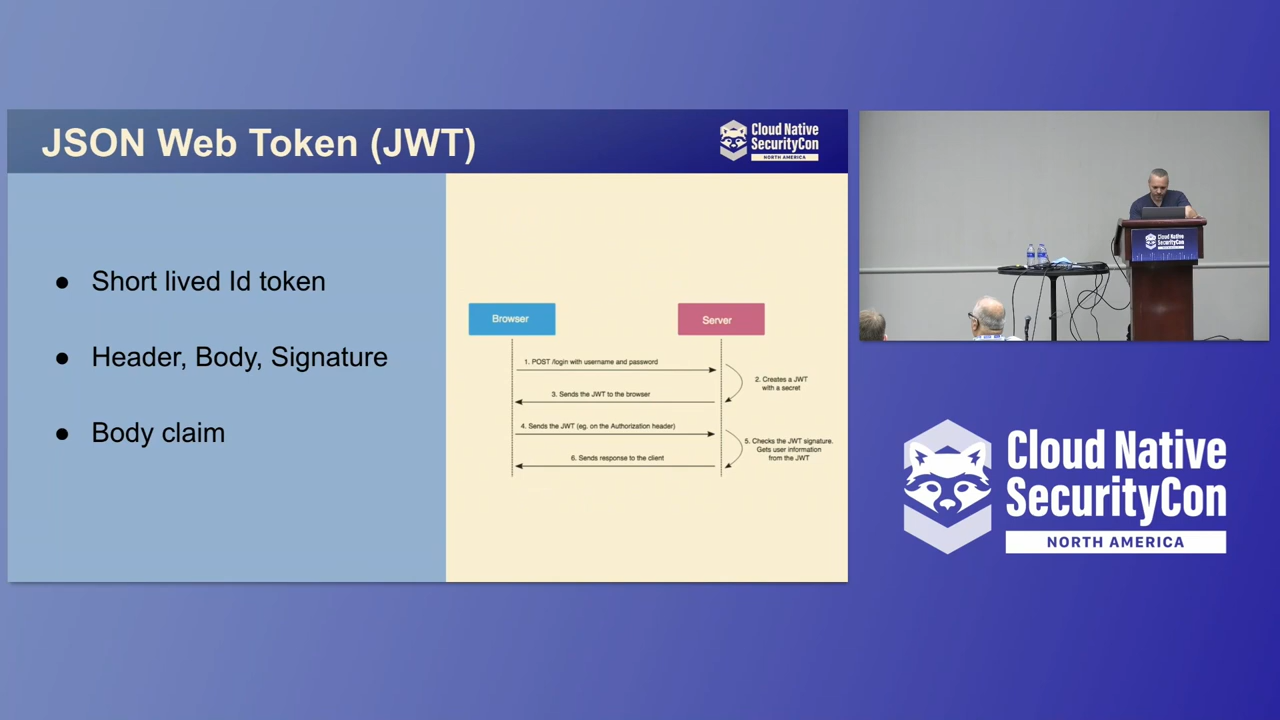 JSON Web Token (JWT)
Cloud Native
SecurityCon
NORTH AMERICA
Short lived Id token
Header, Body, Signature
Body claim
Browser
Server
1. POST /login with username and password
2. Creates a JWT
with a secret
3. Sends the JWT to the browser
4. Sends the JWT (eg. on the Authorization header)
5. Checks the JWT signature.
Gets user information
from the JWT
6. Sends response to the client
Cloud Native
SecurityCon
Cloud Native
SecurityCon
NORTH AMERICA